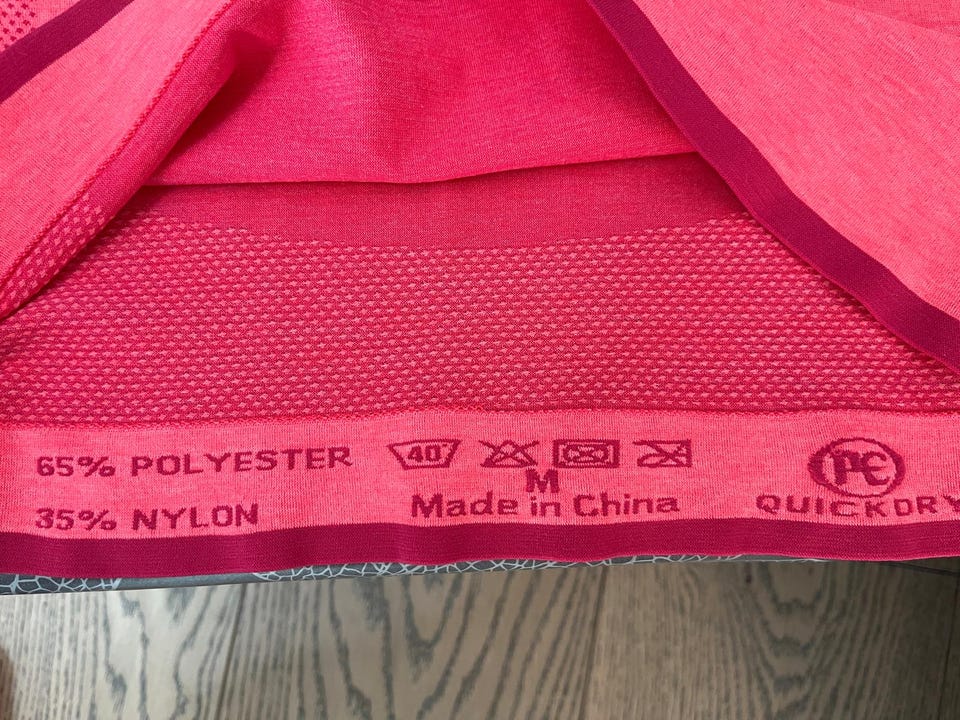 65% POLYESTER
35% NYLON
40°
M
Made in China
PE
QUICKDRY